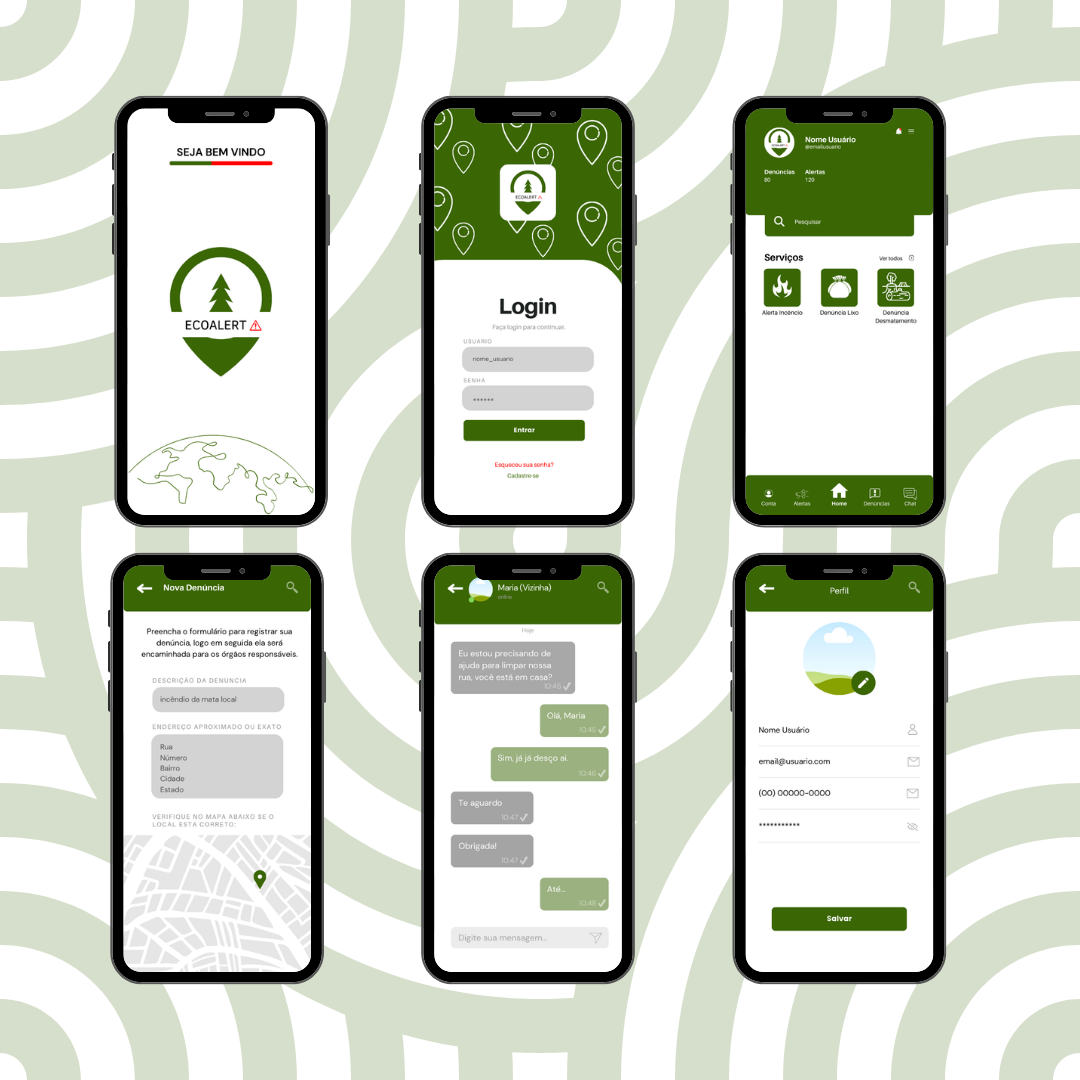 SEJA BEM VINDO
ECOALERT
ECOALERT
Login
Faça login para continuar.
USUARIO
nome_usuario
SENHA
******
Entrar
Esqueceu sua senha?
Cadastre-se
ECOALERT
Nome Usuário
@emailusuario
Denúncias
80
Alertas
120
Pesquisar
Serviços
Ver todos
Alerta Incêncio
Denúncia Lixo
Denúncia
Desmatamento
Conta
Alertas
Home
Denúncias
Chat
Nova Denúncia
Preencha o formulário para registrar sua
denúncia, logo em seguida ela será
encaminhada para os órgãos responsáveis.
DESCRIÇÃO DA DENÚNCIA
incêndio da mata local
ENDEREÇO APROXIMADO OU EXATO
Rua
Número
Bairro
Cidade
Estado
VERIFIQUE NO MAPA ABAIXO SE O
LOCAL ESTÁ CORRETO:
Maria (Vizinha)
online
Hoje
Eu estou precisando de
ajuda para limpar nossa
rua, você está em casa?
10:45
Olá, Maria
10:45
Sim, já já desço ai.
10:46
Te aguardo
10:47
Obrigada!
10:47
Até...
10:48
Digite sua mensagem...
Perfil
Nome Usuário
email@usuario.com
(00) 00000-0000
***********
Salvar